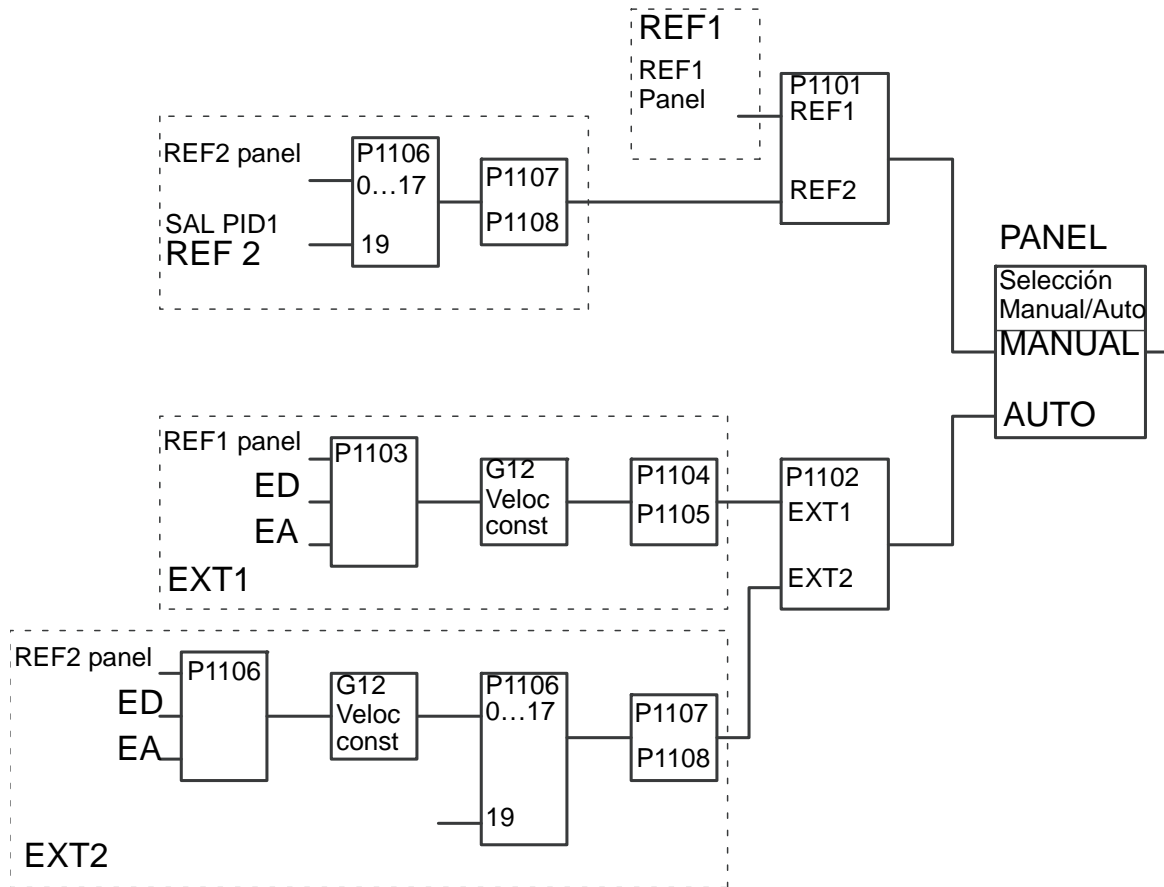 REF1
REF1
Panel
P1101
REF1
REF2
REF2 panel
P1106
0…17
19
SAL PID1
REF 2
P1107
P1108
PANEL
Selección
Manual/Auto
MANUAL
AUTO
REF1 panel
ED
EA
P1103
G12
Veloc
const
P1104
P1105
EXT1
P1102
EXT1
EXT2
REF2 panel
ED
EA
P1106
G12
Veloc
const
P1106
0…17
19
P1107
P1108
EXT2